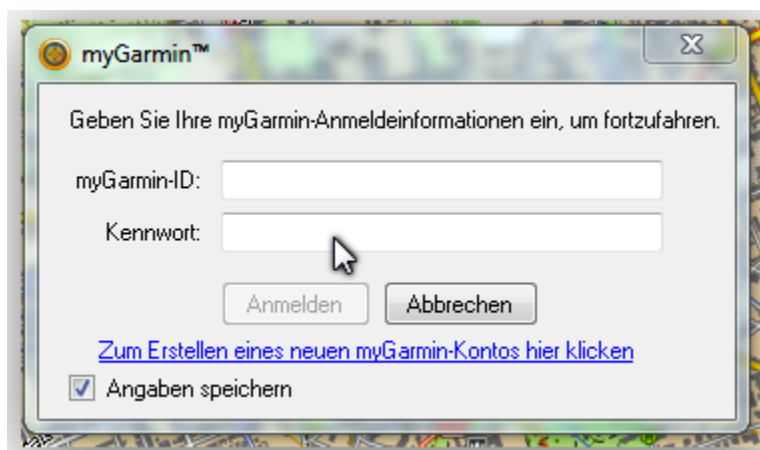 myGarmin™
Geben Sie Ihre myGarmin-Anmeldeinformationen ein, um fortzufahren.
myGarmin-ID:
Kennwort:
Anmelden Abbrechen
Zum Erstellen eines neuen myGarmin-Kontos hier klicken
Angaben speichern